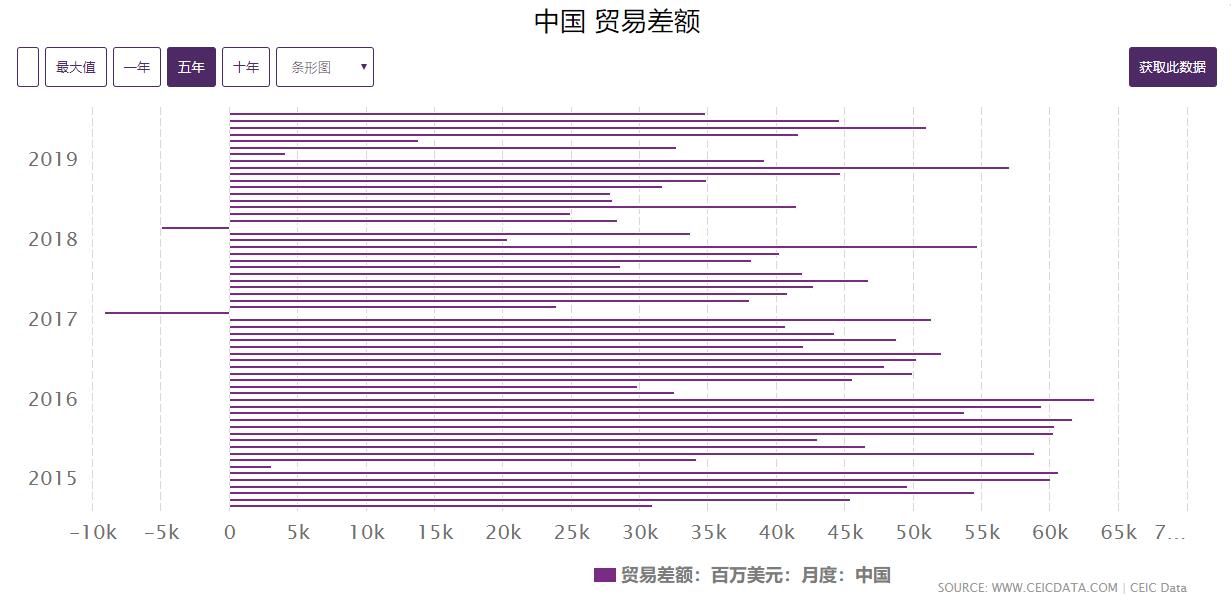 中国 贸易差额
最大值 一年 五年 十年 条形图 获取此数据
2019
2018
2017
2016
2015
-10k -5k 0 5k 10k 15k 20k 25k 30k 35k 40k 45k 50k 55k 60k 65k 7...
贸易差额：百万美元：月度：中国
SOURCE: WWW.CEICDATA.COM | CEIC Data